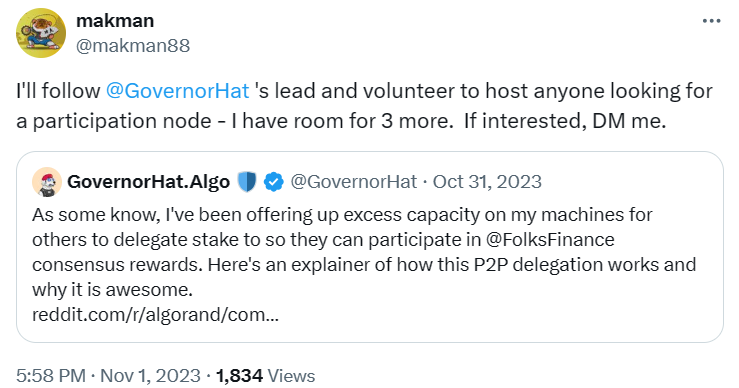 makman
@makman88
I'll follow @GovernorHat 's lead and volunteer to host anyone looking for
a participation node - I have room for 3 more.  If interested, DM me.
GovernorHat.Algo @GovernorHat · Oct 31, 2023
As some know, I've been offering up excess capacity on my machines for
others to delegate stake to so they can participate in @FolksFinance
consensus rewards. Here's an explainer of how this P2P delegation works and
why it is awesome.
reddit.com/r/algorand/com...
5:58 PM · Nov 1, 2023 · 1,834 Views